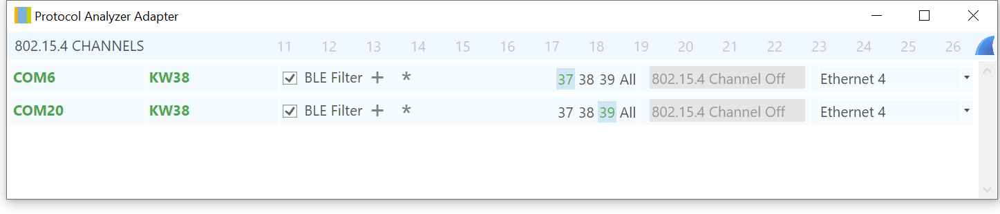 Protocol Analyzer Adapter
802.15.4 CHANNELS 11 12 13 14 15 16 17 18 19 20 21 22 23 24 25 26
COM6 KW38 BLE Filter + * 37 38 39 All 802.15.4 Channel Off Ethernet 4
COM20 KW38 BLE Filter + * 37 38 39 All 802.15.4 Channel Off Ethernet 4